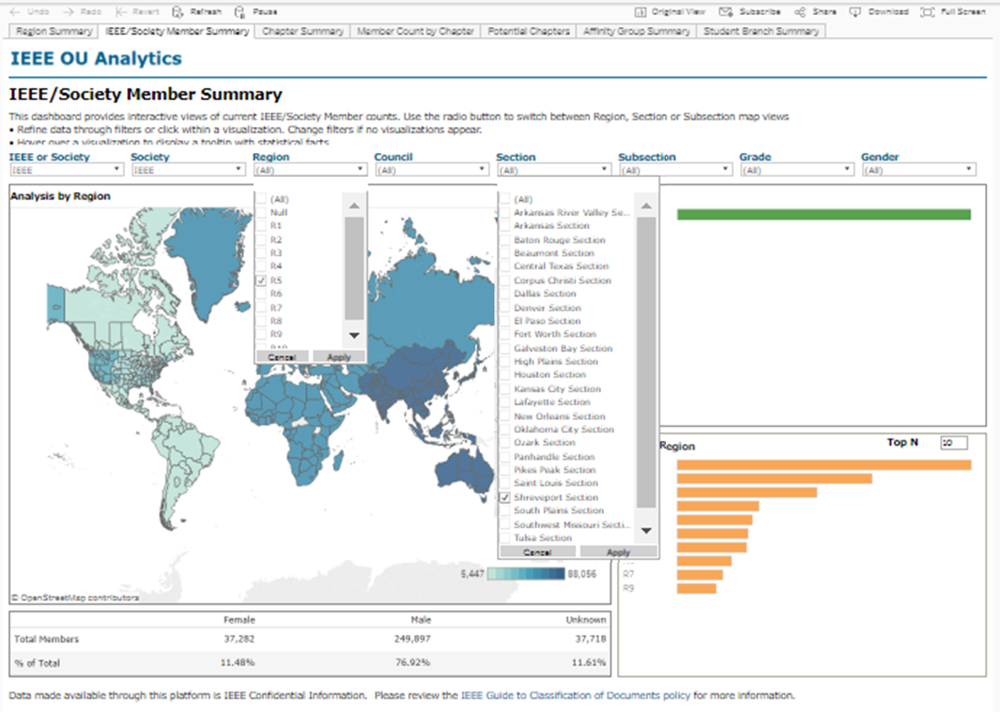 ← Undo → Redo Revert Refresh Pause Original View Subscribe Share Download Full Screen
Region Summary IEEE/Society Member Summary Chapter Summary Member Count by Chapter Potential Chapters Affinity Group Summary Student Branch Summary
IEEE OU Analytics
IEEE/Society Member Summary
This dashboard provides interactive views of current IEEE/Society Member counts. Use the radio button to switch between Region, Section or Subsection map views
• Refine data through filters or click within a visualization. Change filters if no visualizations appear.
• Hover over a visualization to display a tooltip with statistical facts
IEEE or Society Society Region Council Section Subsection Grade Gender
IEEE IEEE (All) (All) (All) (All) (All) (All)
Analysis by Region
(All)
Null
R1
R2
R3
R4
R5
R6
R7
R8
R9
R10
Cancel Apply
(All)
Arkansas River Valley Se...
Arkansas Section
Baton Rouge Section
Beaumont Section
Central Texas Section
Corpus Christi Section
Dallas Section
Denver Section
El Paso Section
Fort Worth Section
Galveston Bay Section
High Plains Section
Houston Section
Kansas City Section
Lafayette Section
New Orleans Section
Oklahoma City Section
Ozark Section
Panhandle Section
Pikes Peak Section
Saint Louis Section
Shreveport Section
South Plains Section
Southwest Missouri Secti..
Tulsa Section
Cancel Apply
Region Top N 10
R7
R9
5,447 88,056
© OpenStreetMap contributors
Female Male Unknown
Total Members 37,282 249,897 37,718
% of Total 11.48% 76.92% 11.61%
Data made available through this platform is IEEE Confidential Information. Please review the IEEE Guide to Classification of Documents policy for more information.